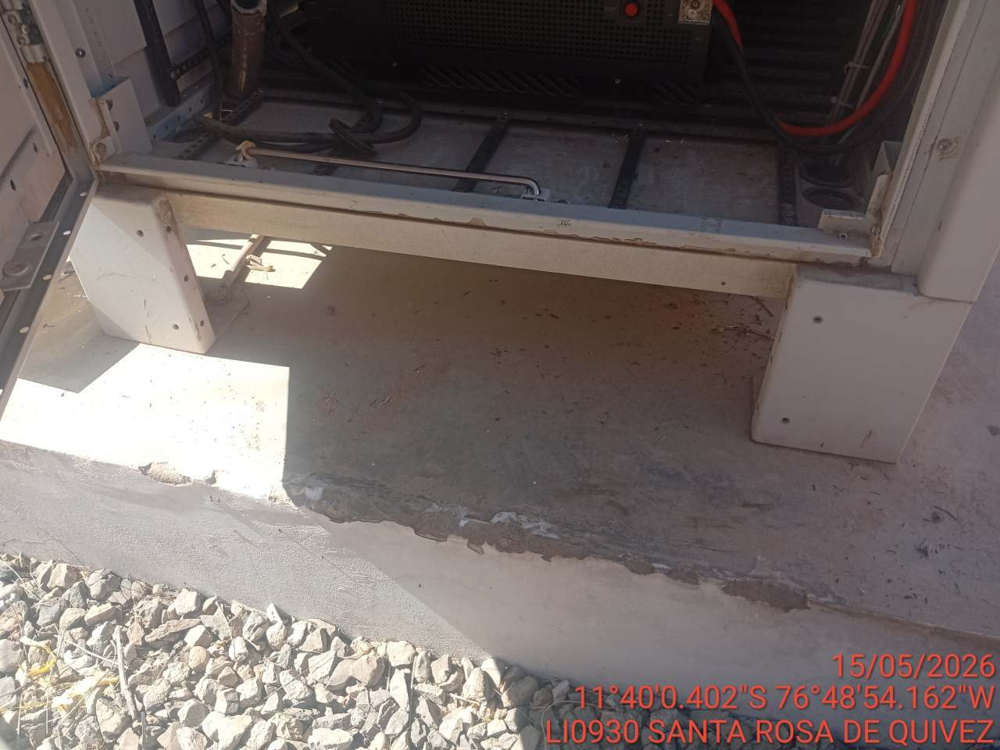 15/05/2026
11°40'0.402"S 76°48'54.162"W
LI0930 SANTA ROSA DE QUIVEZ